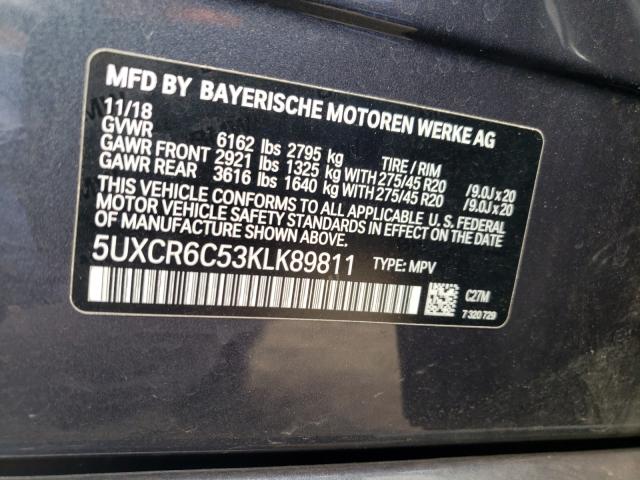 MFD BY BAYERISCHE MOTOREN WERKE AG
11/18
GVWR 6162 lbs 2795 kg TIRE / RIM
GAWR FRONT 2921 lbs 1325 kg WITH 275/45 R20 /9.0J x 20
GAWR REAR 3616 lbs 1640 kg WITH 275/45 R20 /9.0J x 20
THIS VEHICLE CONFORMS TO ALL APPLICABLE U. S. FEDERAL
MOTOR VEHICLE SAFETY STANDARDS IN EFFECT ON THE DATE
OF MANUFACTURE SHOWN ABOVE.
5UXCR6C53KLK89811 TYPE: MPV
C27M
7 320 729